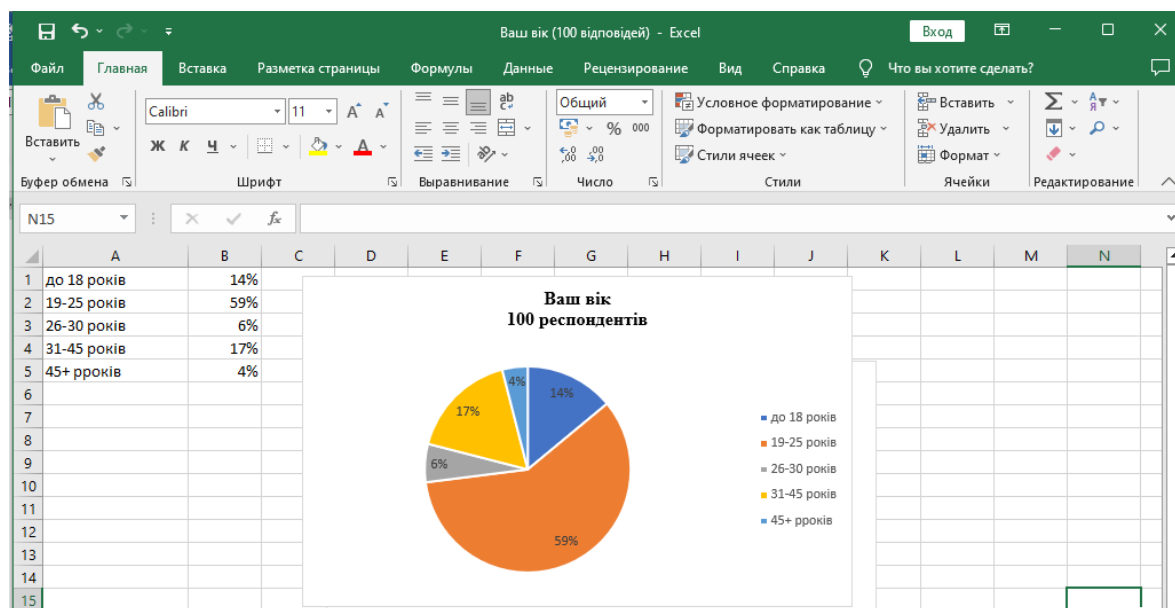 Ваш вік (100 відповідей) - Excel
Вход
Файл Главная Вставка Разметка страницы Формулы Данные Рецензирование Вид Справка Что вы хотите сделать?
Вставить
Calibri 11 A A
Ж К Ч А
ab
Общий
% 000
Условное форматирование
Форматировать как таблицу
Стили ячеек
Вставить
Удалить
Формат
Буфер обмена Шрифт Выравнивание Число Стили Ячейки Редактирование
N15 fx
A B C D E F G H I J K L M N
1 до 18 років 14%
2 19-25 років 59%
3 26-30 років 6%
4 31-45 років 17%
5 45+ рроків 4%
6
7
8
9
10
11
12
13
14
15
Ваш вік
100 респондентів
4%
14%
17%
6%
59%
до 18 років
19-25 років
26-30 років
31-45 років
45+ рроків